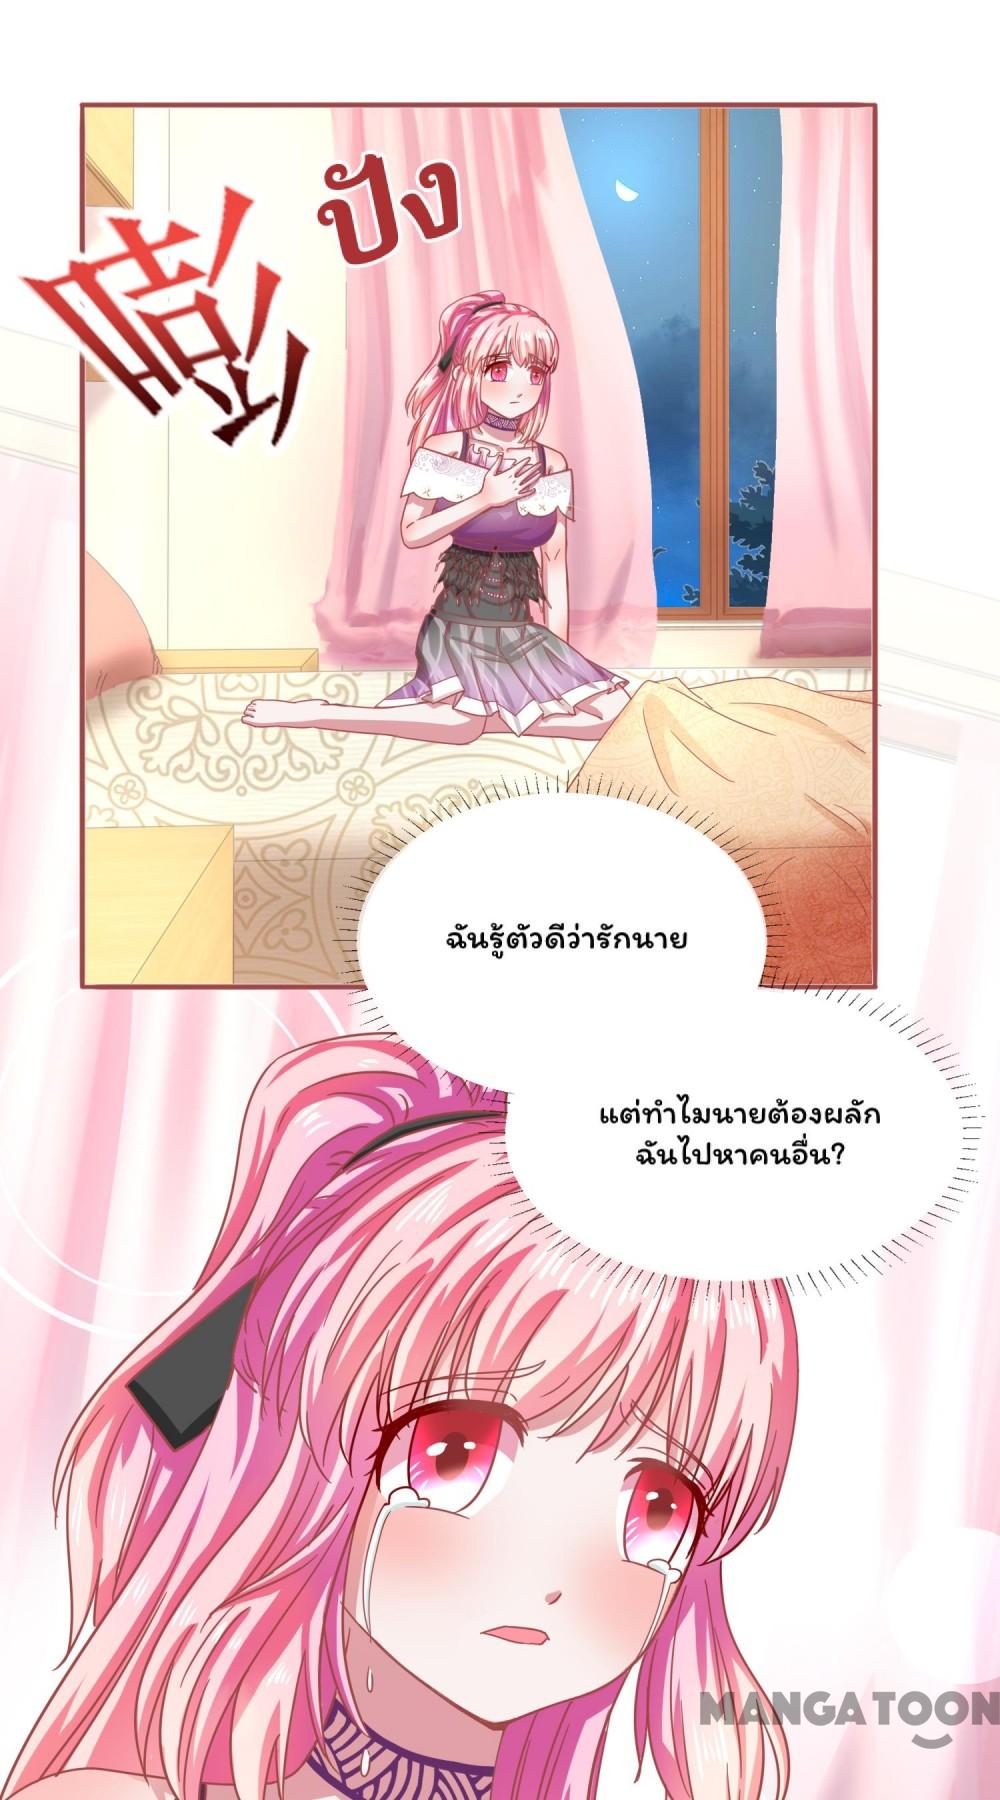 ปัง
嘭
ฉันรู้ตัวดีว่ารักนาย
แต่ทำไมนายต้องผลัก
ฉันไปหาคนอื่น?
MANGATOON